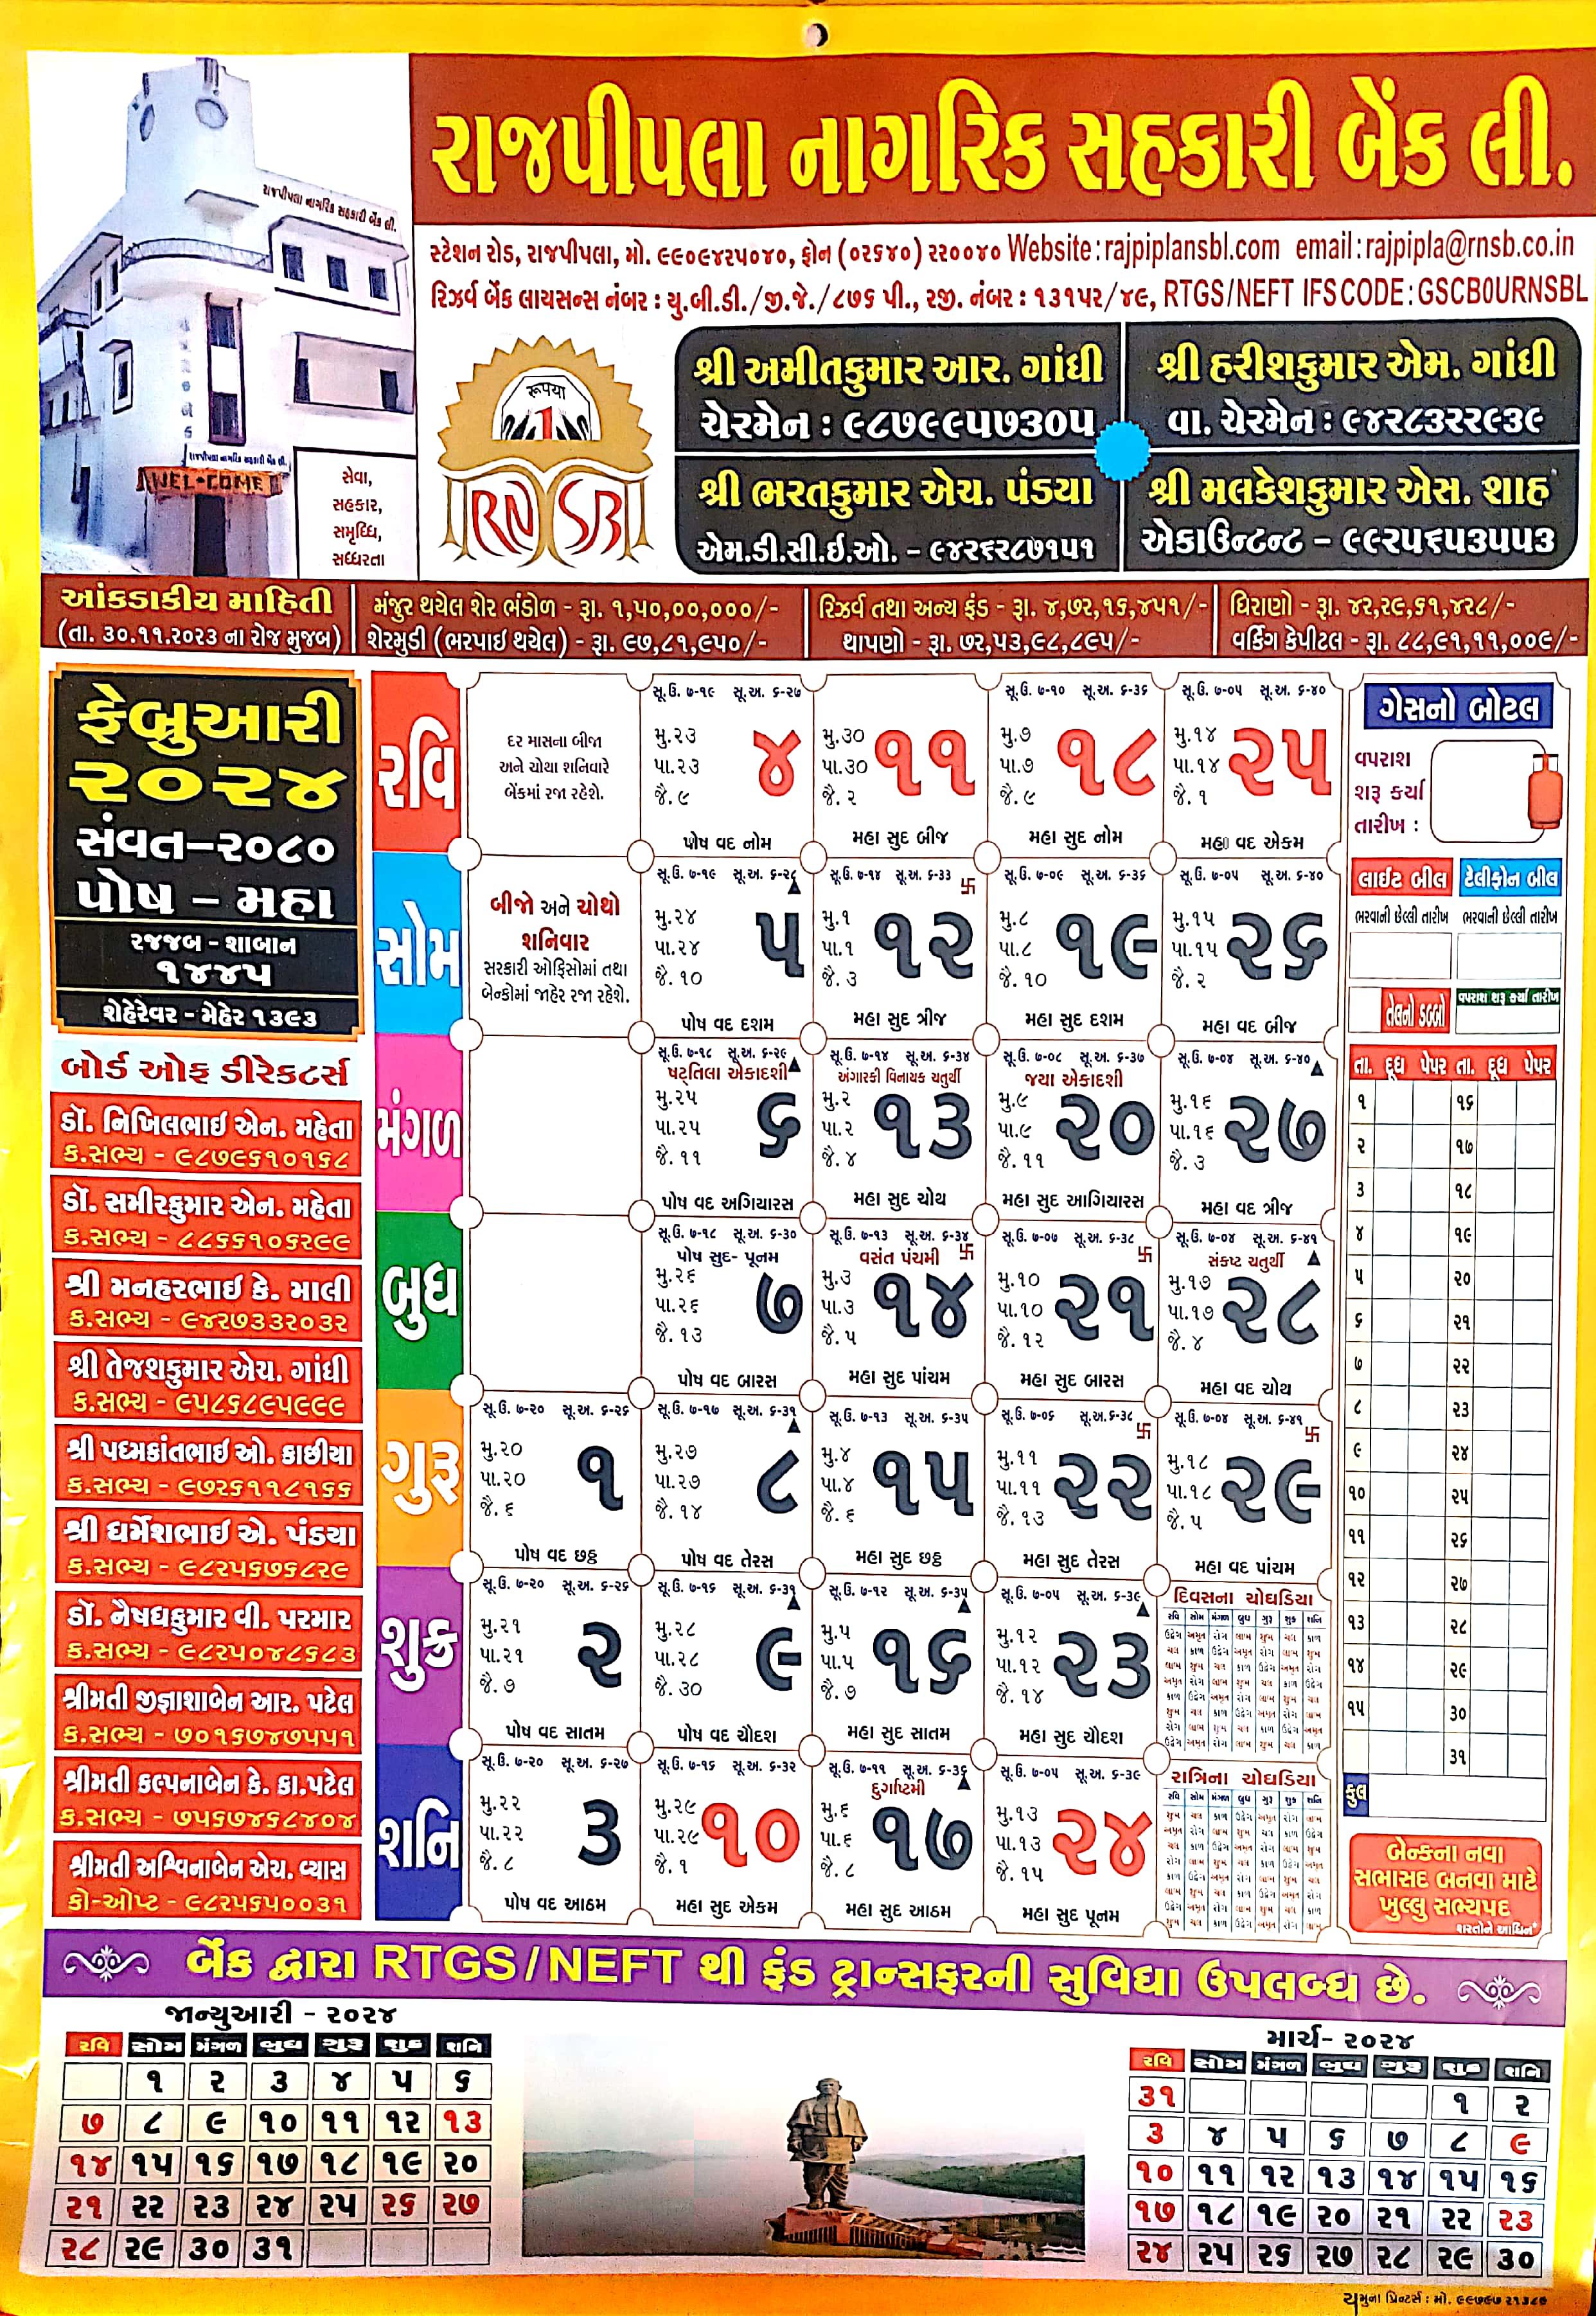 રાજપીપલા નાગરિક સહકારી બેંક લી.
સ્ટેશન રોડ, રાજપીપલા, મો. ૯૯૦૯૪૨૫૦૪૦, ફોન (૦૨૬૪૦) ૨૨૦૦૪૦ Website:rajpiplansbl.com email:rajpipla@rnsb.co.in
રિઝર્વ બેંક લાયસન્સ નંબર : યુ.બી.ડી./જી.જે./૮૭૬ પી., રજી. નંબર : ૧૩૧૫૨/૪૯, RTGS/NEFT IFSCODE:GSCB0URNSBL
રાજપીપલા નાગરિક સહકારી બેંક લી.
WEL-COME
સેવા,
સહકાર,
સમૃધ્ધિ,
સધ્ધરતા
રૂપયા
1
RNSB
શ્રી અમીતકુમાર આર. ગાંધી
ચેરમેન : ૯૮૭૯૯૫૭૩૦૫
શ્રી હરીશકુમાર એમ. ગાંધી
વા. ચેરમેન : ૯૪૨૮૩૨૨૯૩૯
શ્રી ભરતકુમાર એચ. પંડયા
એમ.ડી.સી.ઇ.ઓ. - ૯૪૨૬૨૮૭૧૫૧
શ્રી મલકેશકુમાર એસ. શાહ
એકાઉન્ટન્ટ - ૯૯૨૫૬૫૩૫૫૩
આંકડાકીય માહિતી
(તા. ૩૦.૧૧.૨૦૨૩ ના રોજ મુજબ)
મંજુર થયેલ શેર ભંડોળ - રૂા. ૧,૫૦,૦૦,૦૦૦/-
શેરમુડી (ભરપાઇ થયેલ) - રૂા. ૯૭,૮૧,૯૫૦/-
રિઝર્વ તથા અન્ય ફંડ - રૂા. ૪,૭૨,૧૬,૪૫૧/-
થાપણો - રૂા. ૭૨,૫૩,૯૮,૮૯૫/-
ધિરાણો - રૂા. ૪૨,૨૯,૬૧,૪૨૮/-
વર્કિંગ કેપીટલ - રૂા. ૮૮,૯૧,૧૧,૦૦૯/-
ફેબ્રુઆરી
૨૦૨૪
સંવત-૨૦૮૦
પોષ - મહા
રજજબ - શાબાન
૧૪૪૫
શેહેરેવર - મેહેર ૧૩૯૩
બોર્ડ ઓફ ડીરેકટર્સ
ડૉ. નિખિલભાઇ એન. મહેતા
ક.સભ્ય - ૯૮૭૯૬૧૦૧૬૮
ડૉ. સમીરકુમાર એન. મહેતા
ક.સભ્ય - ૮૮૬૬૧૦૬૨૯૯
શ્રી મનહરભાઇ કે. માલી
ક.સભ્ય - ૯૪૨૭૩૩૨૦૩૨
શ્રી તેજશકુમાર એચ. ગાંધી
ક.સભ્ય - ૯૫૮૬૮૯૫૯૯૯
શ્રી પધ્મકાંતભાઇ ઓ. કાછીયા
ક.સભ્ય - ૯૭૨૬૧૧૮૧૬૬
શ્રી ધર્મેશભાઇ એ. પંડયા
ક.સભ્ય - ૯૮૨૫૬૭૬૮૨૯
ડૉ. નૈષધકુમાર વી. પરમાર
ક.સભ્ય - ૯૮૨૫૦૪૮૬૮૩
શ્રીમતી જીજ્ઞાશાબેન આર. પટેલ
ક.સભ્ય - ૭૦૧૬૭૪૭૫૫૧
શ્રીમતી કલ્પનાબેન કે. કા.પટેલ
ક.સભ્ય - ૭૫૬૭૪૬૮૪૦૪
શ્રીમતી અશ્વિનાબેન એચ. વ્યાસ
કો-ઓપ્ટ - ૯૮૨૫૬૫૦૦૩૧
રવિ
દર માસના બીજા
અને ચોથા શનિવારે
બેંકમાં રજા રહેશે.
સૂ.ઉ. ૭-૧૯ સૂ.અ. ૬-૨૭
મુ.૨૩
પા.૨૩
જૈ.૯
૪
પોષ વદ નોમ
મુ.૩૦
પા.૩૦
જૈ. ૨
૧૧
મહા સુદ બીજ
સૂ.ઉ. ૭-૧૦ સૂ.અ. ૬-૩૬
મુ.૭
પા.૭
જૈ. ૯
૧૮
મહા સુદ નોમ
સૂ.ઉ. ૭-૦૫ સૂ.અ. ૬-૪૦
મુ.૧૪
પા.૧૪
જૈ. ૧
૨૫
મહા વદ એકમ
સોમ
બીજો અને ચોથો
શનિવાર
સરકારી ઓફિસોમાં તથા
બેન્કોમાં જાહેર રજા રહેશે.
સૂ.ઉ. ૭-૧૯ સૂ.અ. ૬-૨૮
મુ.૨૪
પા.૨૪
જૈ. ૧૦
૫
પોષ વદ દશમ
સૂ.ઉ. ૭-૧૪ સૂ.અ. ૬-૩૩
મુ.૧
પા.૧
જૈ. ૩
૧૨
મહા સુદ ત્રીજ
સૂ.ઉ. ૭-૦૯ સૂ.અ. ૬-૩૬
મુ.૮
પા.૮
જૈ. ૧૦
૧૯
મહા સુદ દશમ
સૂ.ઉ. ૭-૦૫ સૂ.અ. ૬-૪૦
મુ.૧૫
પા.૧૫
જૈ. ૨
૨૬
મહા વદ બીજ
મંગળ
સૂ.ઉ. ૭-૧૮ સૂ.અ. ૬-૨૯
ષટ્તિલા એકાદશી
મુ.૨૫
પા.૨૫
જૈ. ૧૧
૬
પોષ વદ અગિયારસ
સૂ.ઉ. ૭-૧૪ સૂ.અ. ૬-૩૪
અંગારકી વિનાયક ચતુર્થી
મુ.૨
પા.૨
જૈ. ૪
૧૩
મહા સુદ ચોથ
સૂ.ઉ. ૭-૦૮ સૂ.અ. ૬-૩૭
જયા એકાદશી
મુ.૯
પા.૯
જૈ. ૧૧
૨૦
મહા સુદ આગિયારસ
સૂ.ઉ. ૭-૦૪ સૂ.અ. ૬-૪૦
મુ.૧૬
પા.૧૬
જૈ. ૩
૨૭
મહા વદ ત્રીજ
બુધ
સૂ.ઉ. ૭-૧૮ સૂ.અ. ૬-૩૦
પોષ સુદ- પૂનમ
મુ.૨૬
પા.૨૬
જૈ. ૧૩
૭
પોષ વદ બારસ
સૂ.ઉ. ૭-૧૩ સૂ.અ. ૬-૩૪
વસંત પંચમી
મુ.૩
પા.૩
જૈ. ૫
૧૪
મહા સુદ પાંચમ
સૂ.ઉ. ૭-૦૭ સૂ.અ. ૬-૩૮
મુ.૧૦
પા.૧૦
જૈ. ૧૨
૨૧
મહા સુદ બારસ
સૂ.ઉ. ૭-૦૪ સૂ.અ. ૬-૪૧
સંકષ્ટ ચતુર્થી
મુ.૧૭
પા.૧૭
જૈ. ૪
૨૮
મહા વદ ચોથ
ગુરૂ
સૂ.ઉ. ૭-૨૦ સૂ.અ. ૬-૨૬
મુ.૨૦
પા.૨૦
જૈ. ૬
૧
પોષ વદ છઠ્ઠ
સૂ.ઉ. ૭-૧૭ સૂ.અ. ૬-૩૧
મુ.૨૭
પા.૨૭
જૈ. ૧૪
૮
પોષ વદ તેરસ
સૂ.ઉ. ૭-૧૩ સૂ.અ. ૬-૩૫
મુ.૪
પા.૪
જૈ. ૬
૧૫
મહા સુદ છઠ્ઠ
સૂ.ઉ. ૭-૦૬ સૂ.અ.૬-૩૮
મુ.૧૧
પા.૧૧
જૈ. ૧૩
૨૨
મહા સુદ તેરસ
સૂ.ઉ. ૭-૦૪ સૂ.અ. ૬-૪૧
મુ.૧૮
પા.૧૮
જૈ. ૫
૨૯
મહા વદ પાંચમ
શુક્ર
સૂ.ઉ. ૭-૨૦ સૂ.અ. ૬-૨૬
મુ.૨૧
પા.૨૧
જૈ. ૭
૨
પોષ વદ સાતમ
સૂ.ઉ. ૭-૧૬ સૂ.અ. ૬-૩૧
મુ.૨૮
પા.૨૮
જૈ. ૩૦
૯
પોષ વદ ચૌદશ
સૂ.ઉ. ૭-૧૨ સૂ.અ. ૬-૩૫
મુ.૫
પા.૫
જૈ. ૭
૧૬
મહા સુદ સાતમ
સૂ.ઉ. ૭-૦૫ સૂ.અ. ૬-૩૯
મુ.૧૨
પા.૧૨
જૈ. ૧૪
૨૩
મહા સુદ ચૌદશ
દિવસના ચોઘડિયા
રવિ સોમ મંગળ બુધ ગુરૂ શુક્ર શનિ
શનિ
સૂ.ઉ. ૭-૨૦ સૂ.અ. ૬-૨૭
મુ.૨૨
પા.૨૨
જૈ. ૮
૩
પોષ વદ આઠમ
સૂ.ઉ. ૭-૧૬ સૂ.અ. ૬-૩૨
મુ.૨૯
પા.૨૯
જૈ. ૧
૧૦
મહા સુદ એકમ
સૂ.ઉ. ૭-૧૧ સૂ.અ. ૬-૩૬
દુર્ગાષ્ટમી
મુ.૬
પા.૬
જૈ. ૮
૧૭
મહા સુદ આઠમ
સૂ.ઉ. ૭-૦૫ સૂ.અ. ૬-૩૯
મુ.૧૩
પા.૧૩
જૈ. ૧૫
૨૪
મહા સુદ પૂનમ
રાત્રિના ચોઘડિયા
રવિ સોમ મંગળ બુધ ગુરૂ શુક્ર શનિ
ગેસનો બોટલ
વપરાશ
શરૂ કર્યા
તારીખ :
લાઈટ બીલ ટેલીફોન બીલ
ભરવાની છેલ્લી તારીખ ભરવાની છેલ્લી તારીખ
તેલનો ડબ્બો વપરાશ શરૂ કર્યા તારીખ
તા. દૂધ પેપર તા. દૂધ પેપર
૧ ૧૬
૨ ૧૭
૩ ૧૮
૪ ૧૯
૫ ૨૦
૬ ૨૧
૭ ૨૨
૮ ૨૩
૯ ૨૪
૧૦ ૨૫
૧૧ ૨૬
૧૨ ૨૭
૧૩ ૨૮
૧૪ ૨૯
૧૫ ૩૦
૩૧
કુલ
બેન્કના નવા
સભાસદ બનવા માટે
ખુલ્લુ સભ્યપદ
શરતોને આધિન*
બેંક દ્વારા RTGS/NEFT થી ફંડ ટ્રાન્સફરની સુવિધા ઉપલબ્ધ છે.
જાન્યુઆરી - ૨૦૨૪
રવિ સોમ મંગળ બુધ ગુરૂ શુક્ર શનિ
૧ ૨ ૩ ૪ ૫ ૬
૭ ૮ ૯ ૧૦ ૧૧ ૧૨ ૧૩
૧૪ ૧૫ ૧૬ ૧૭ ૧૮ ૧૯ ૨૦
૨૧ ૨૨ ૨૩ ૨૪ ૨૫ ૨૬ ૨૭
૨૮ ૨૯ ૩૦ ૩૧
માર્ચ- ૨૦૨૪
રવિ સોમ મંગળ બુધ ગુરૂ શુક્ર શનિ
૩૧ ૧ ૨
૩ ૪ ૫ ૬ ૭ ૮ ૯
૧૦ ૧૧ ૧૨ ૧૩ ૧૪ ૧૫ ૧૬
૧૭ ૧૮ ૧૯ ૨૦ ૨૧ ૨૨ ૨૩
૨૪ ૨૫ ૨૬ ૨૭ ૨૮ ૨૯ ૩૦
યમુના પ્રિન્ટર્સ : મો. ૯૯૭૯૭ ૨૧૩૮૭